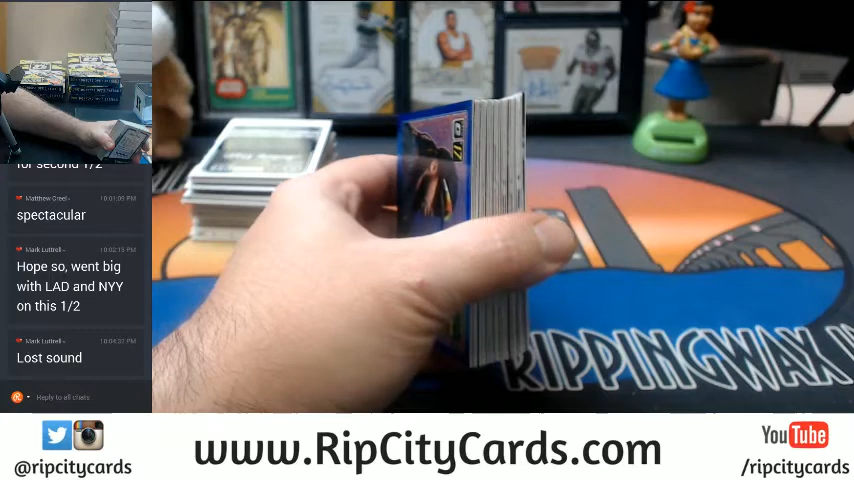 for second 1/2
Matthew Creel
10:01:09 PM
spectacular
Mark Luttrell
10:02:15 PM
Hope so, went big
with LAD and NYY
on this 1/2
Mark Luttrell
10:04:32 PM
Lost sound
Reply to all chats
RIPPINGWAX
@ripcitycards
www.RipCityCards.com
YouTube
/ripcitycards